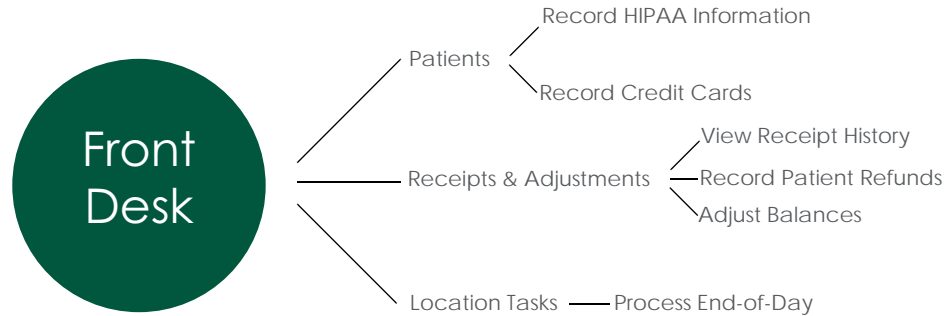 Front
Desk
Patients
Record HIPAA Information
Record Credit Cards
Receipts & Adjustments
View Receipt History
Record Patient Refunds
Adjust Balances
Location Tasks
Process End-of-Day